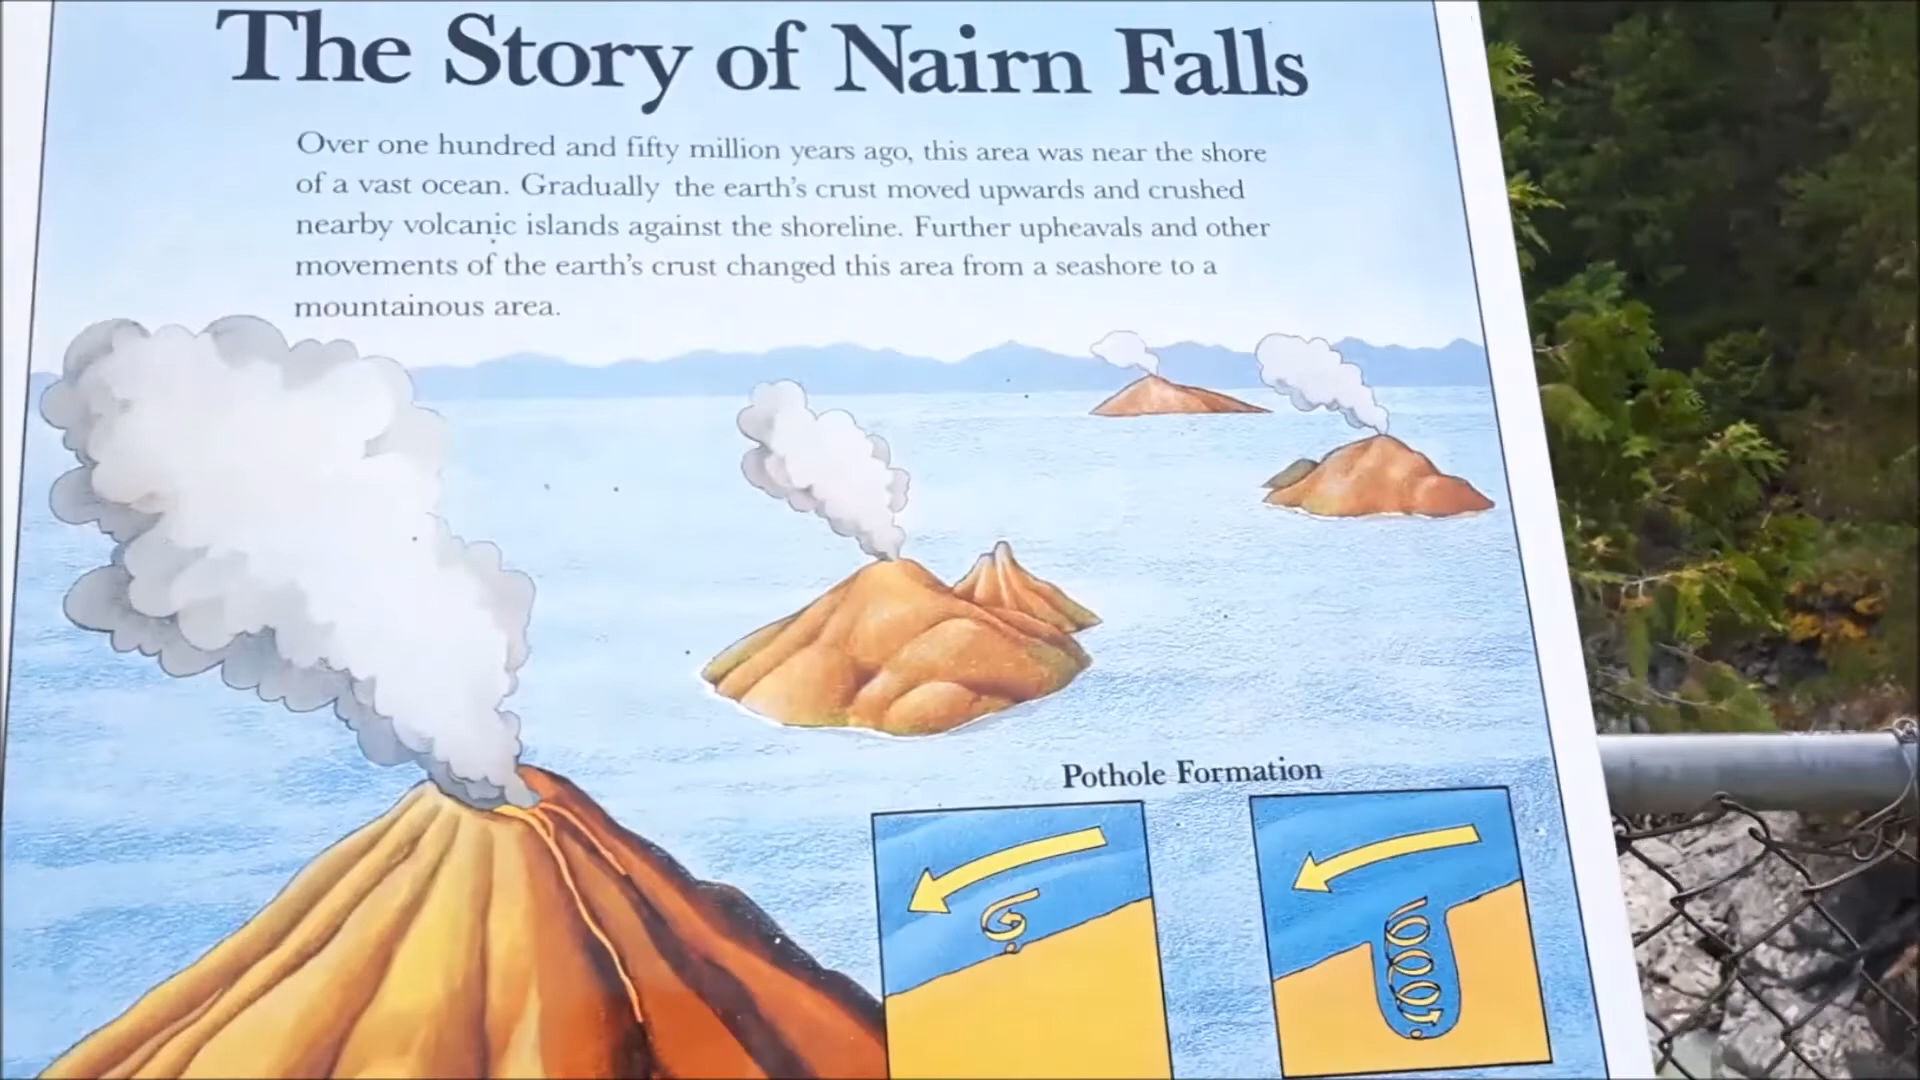 The Story of Nairn Falls
Over one hundred and fifty million years ago, this area was near the shore
of a vast ocean. Gradually the earth's crust moved upwards and crushed
nearby volcanic islands against the shoreline. Further upheavals and other
movements of the earth's crust changed this area from a seashore to a
mountainous area.
Pothole Formation